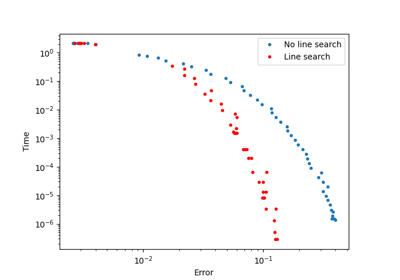 No line search
Line search
10⁰
10⁻¹
10⁻²
10⁻³
10⁻⁴
10⁻⁵
10⁻⁶
Time
10⁻²
10⁻¹
Error